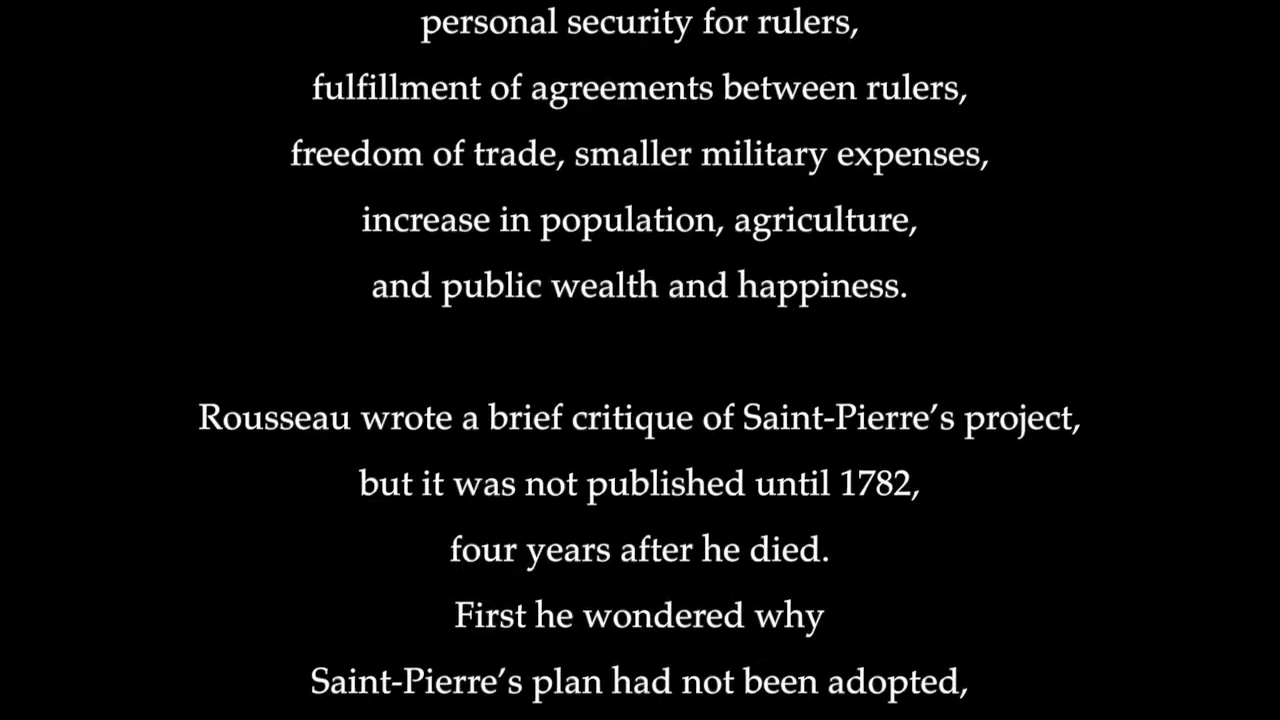 personal security for rulers,
fulfillment of agreements between rulers,
freedom of trade, smaller military expenses,
increase in population, agriculture,
and public wealth and happiness.
Rousseau wrote a brief critique of Saint-Pierre’s project,
but it was not published until 1782,
four years after he died.
First he wondered why
Saint-Pierre’s plan had not been adopted,